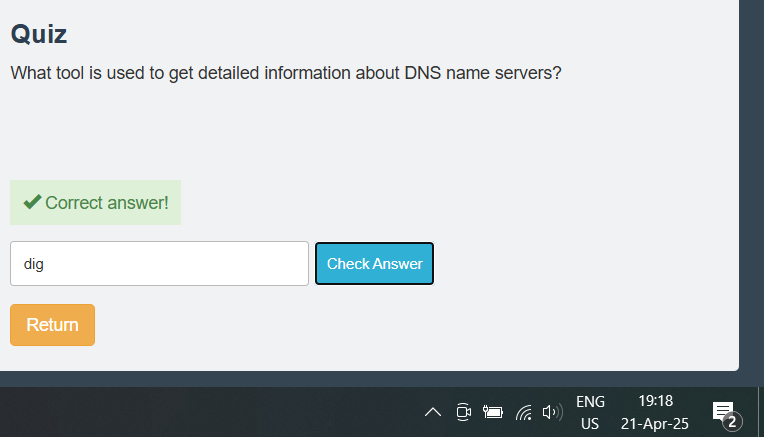 Quiz
What tool is used to get detailed information about DNS name servers?
Correct answer!
dig
Check Answer
Return
ENG
19:18
US
21-Apr-25
2